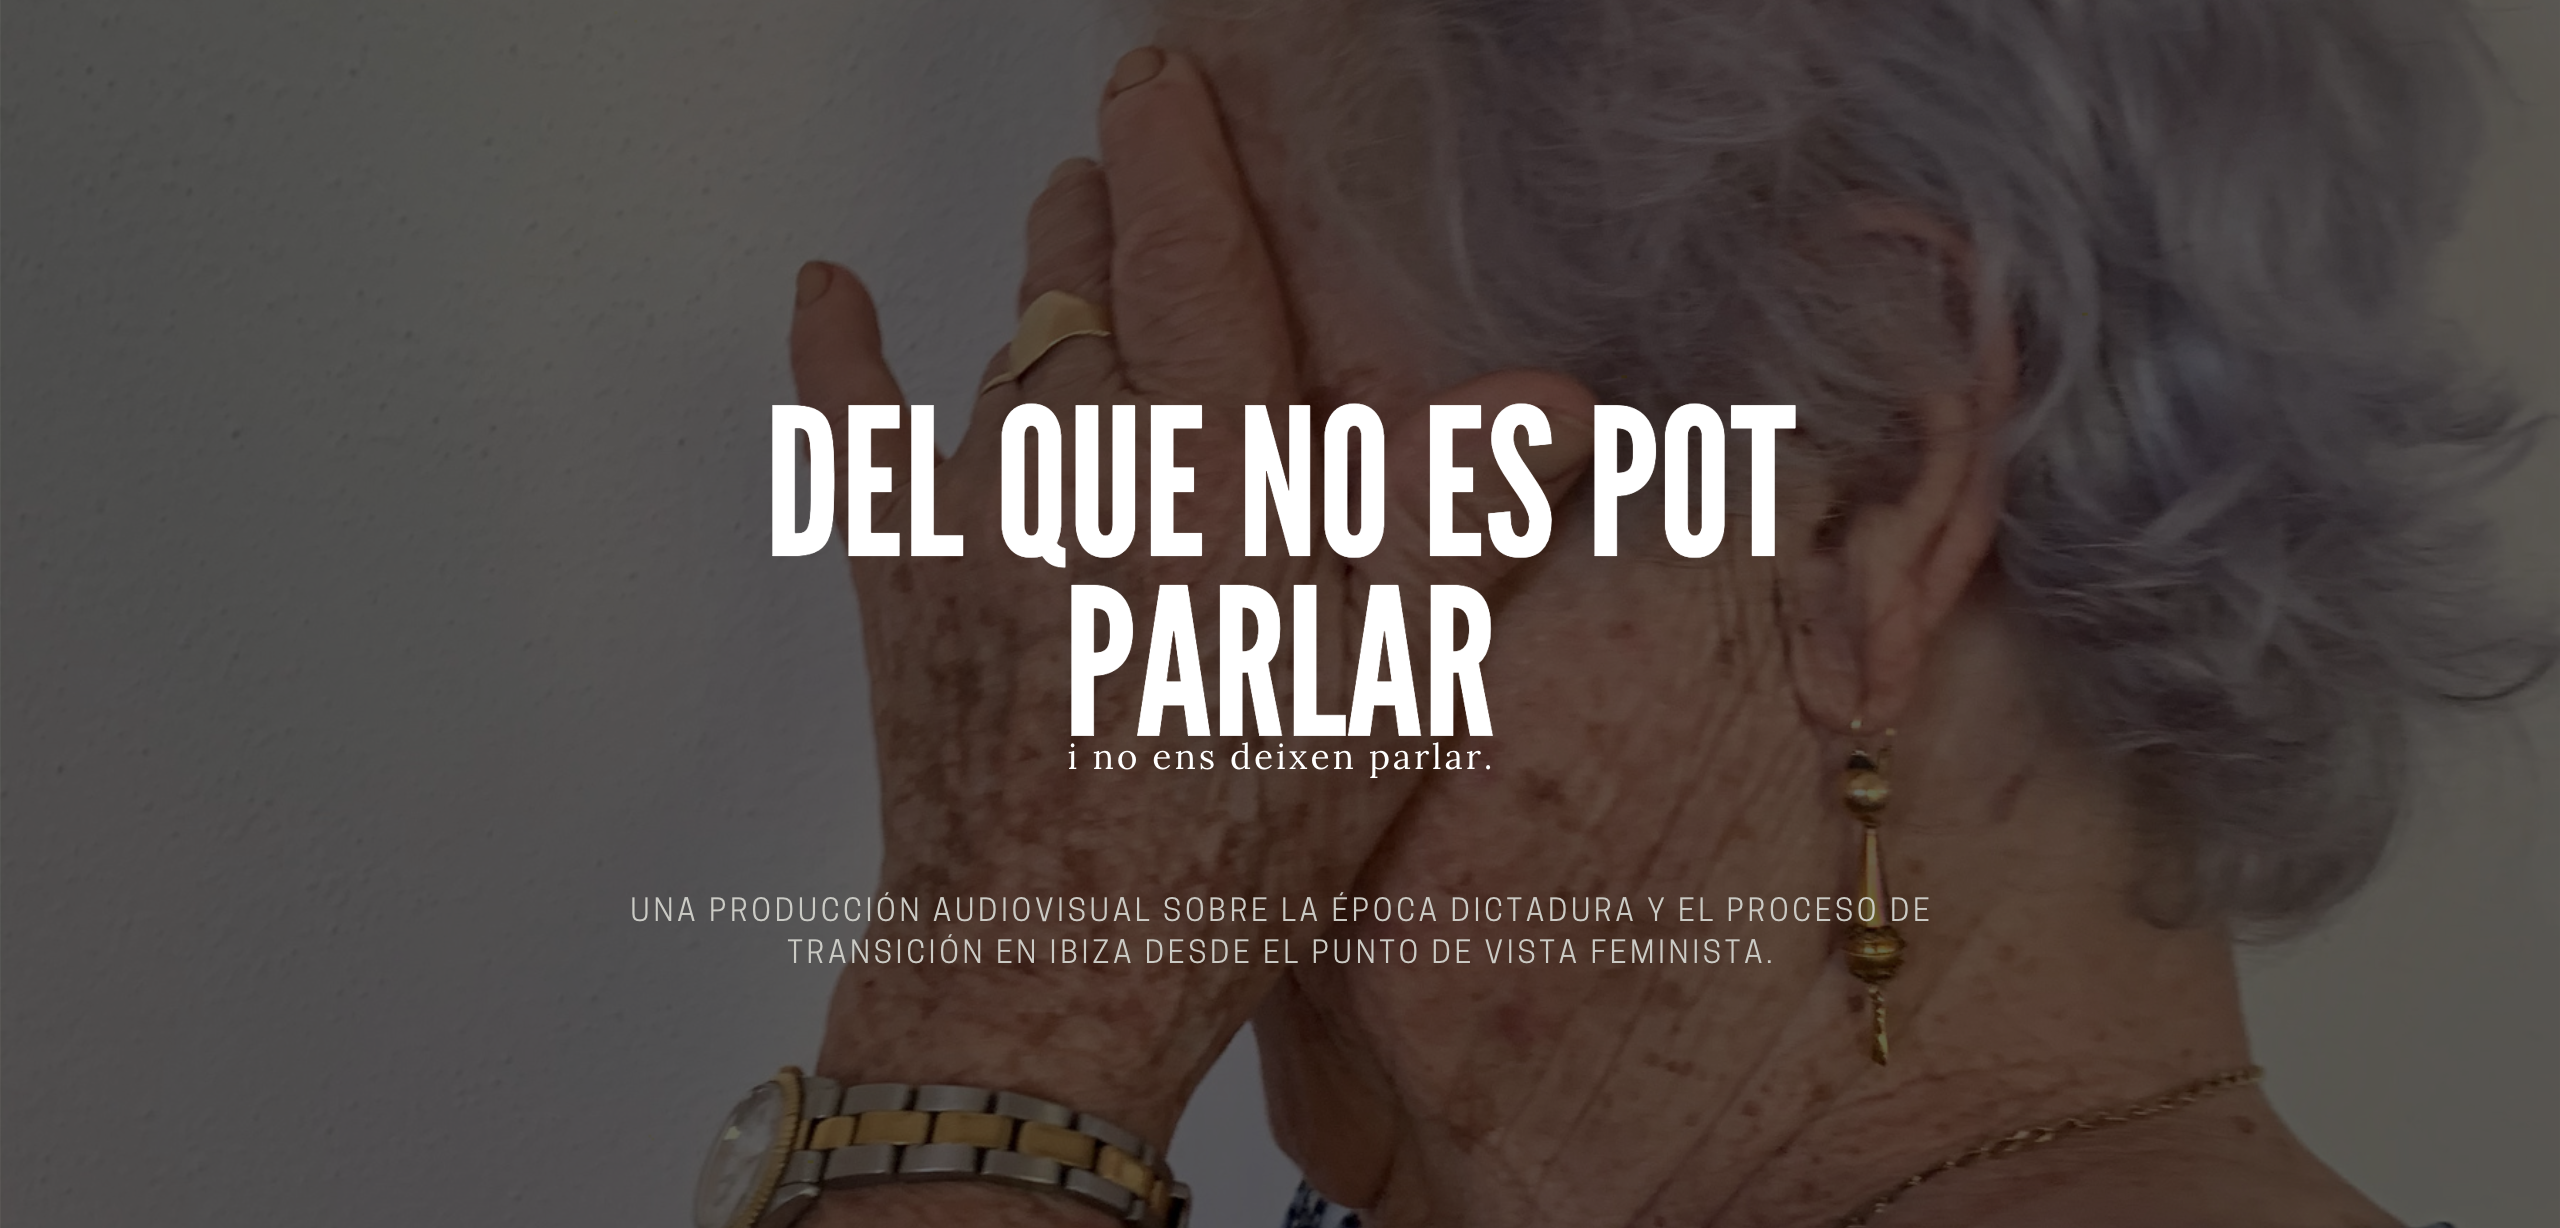 DEL QUE NO ES POT
PARLAR
i no ens deixen parlar.
UNA PRODUCCIÓN AUDIOVISUAL SOBRE LA ÉPOCA DICTADURA Y EL PROCESO DE
TRANSICIÓN EN IBIZA DESDE EL PUNTO DE VISTA FEMINISTA.